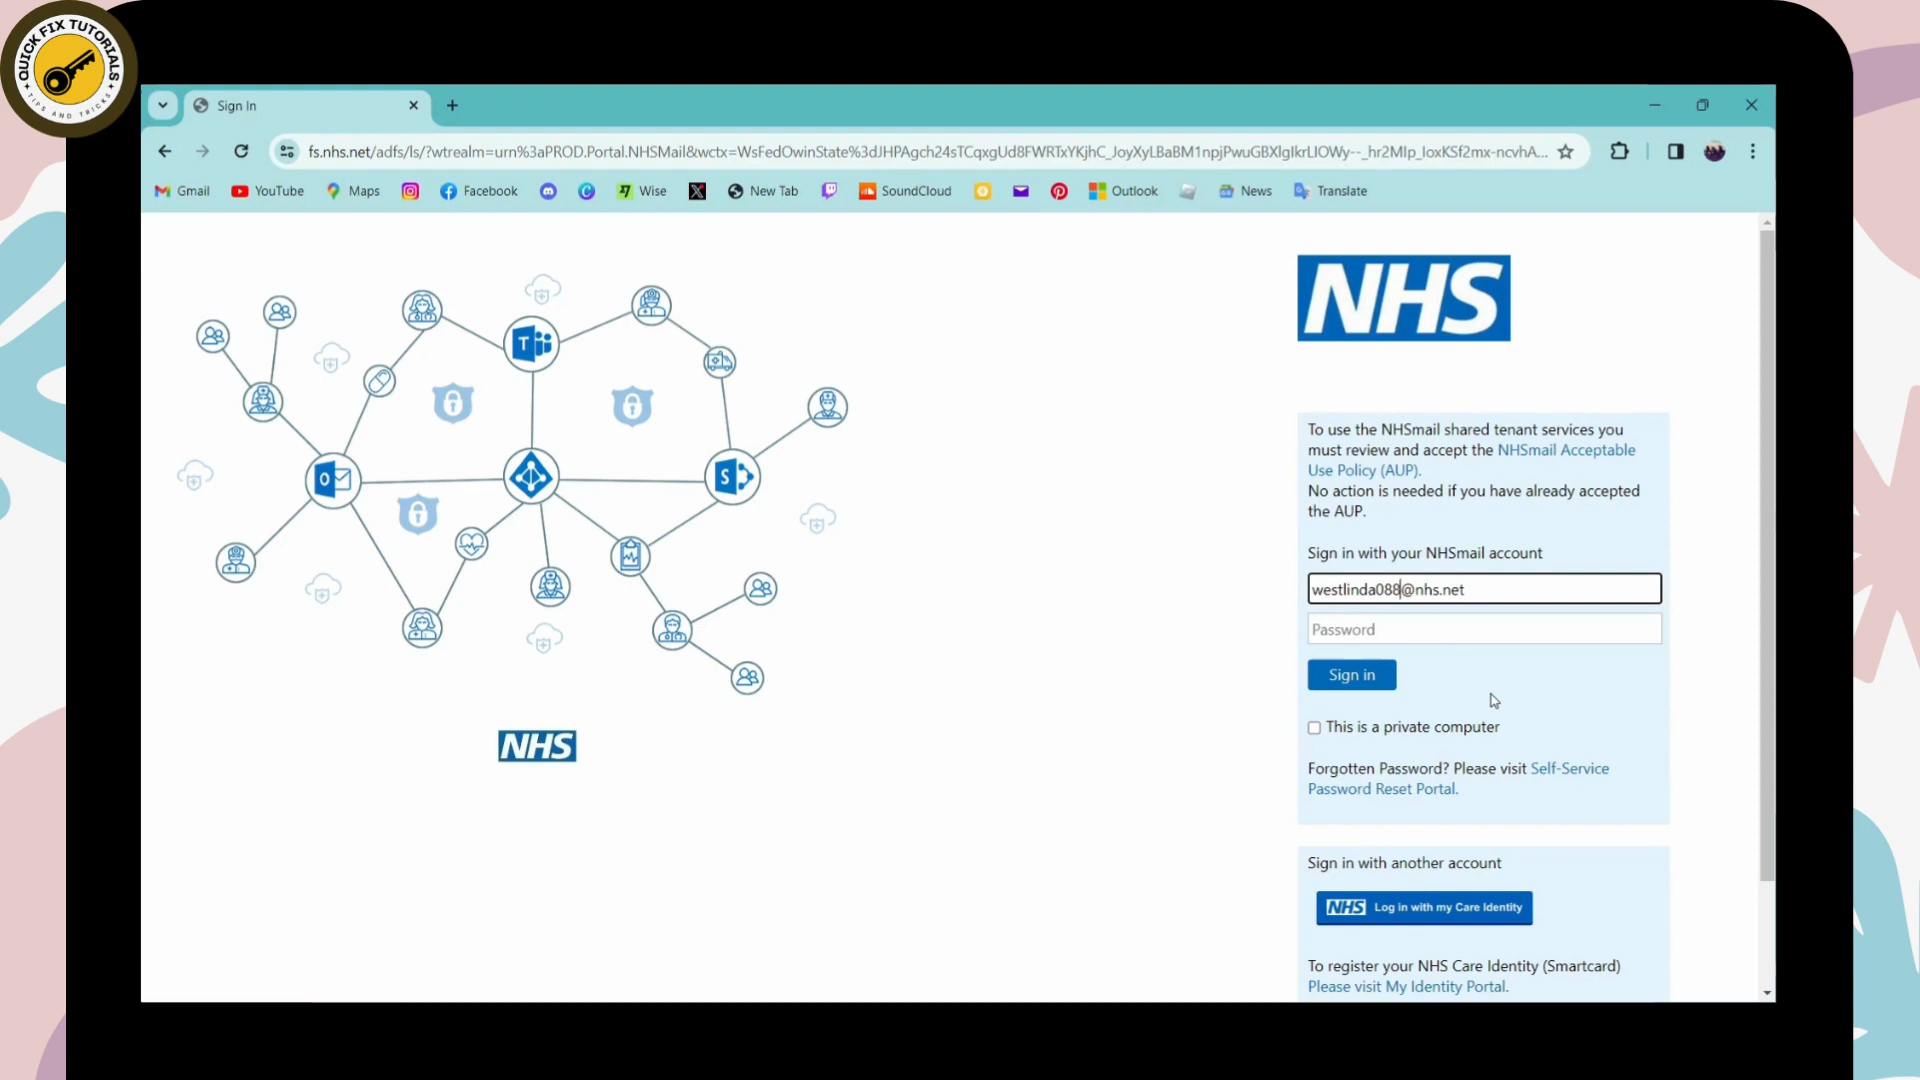 QUICK FIX TUTORIALS
TIPS AND TRICKS
Sign In
fs.nhs.net/adfs/ls/?wtrealm=urn%3aPROD.Portal.NHSMail&wctx=WsFedOwinState%3dJHPAgch24sTCqxgUd8FWRTxYKjhC_JoyXyLBaBM1npjPwuGBXlgIkrLIOWy--_hr2MIp_IoxKSf2mx-ncvhA...
Gmail YouTube Maps Facebook Wise New Tab SoundCloud Outlook News Translate
NHS
To use the NHSmail shared tenant services you
must review and accept the NHSmail Acceptable
Use Policy (AUP).
No action is needed if you have already accepted
the AUP.
Sign in with your NHSmail account
westlinda088@nhs.net
Password
Sign in
This is a private computer
Forgotten Password? Please visit Self-Service
Password Reset Portal.
NHS
Sign in with another account
NHS Log in with my Care Identity
To register your NHS Care Identity (Smartcard)
Please visit My Identity Portal.